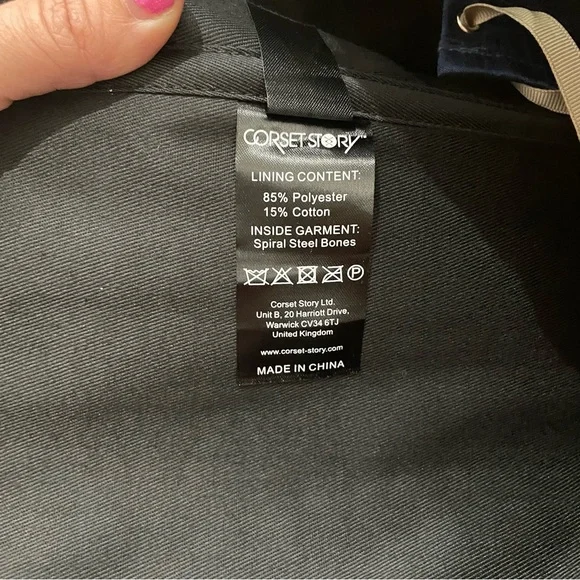 CORSET-STORY™
LINING CONTENT:
85% Polyester
15% Cotton
INSIDE GARMENT:
Spiral Steel Bones
P
Corset Story Ltd.
Unit B, 20 Harriott Drive,
Warwick CV34 6TJ
United Kingdom
www.corset-story.com
MADE IN CHINA